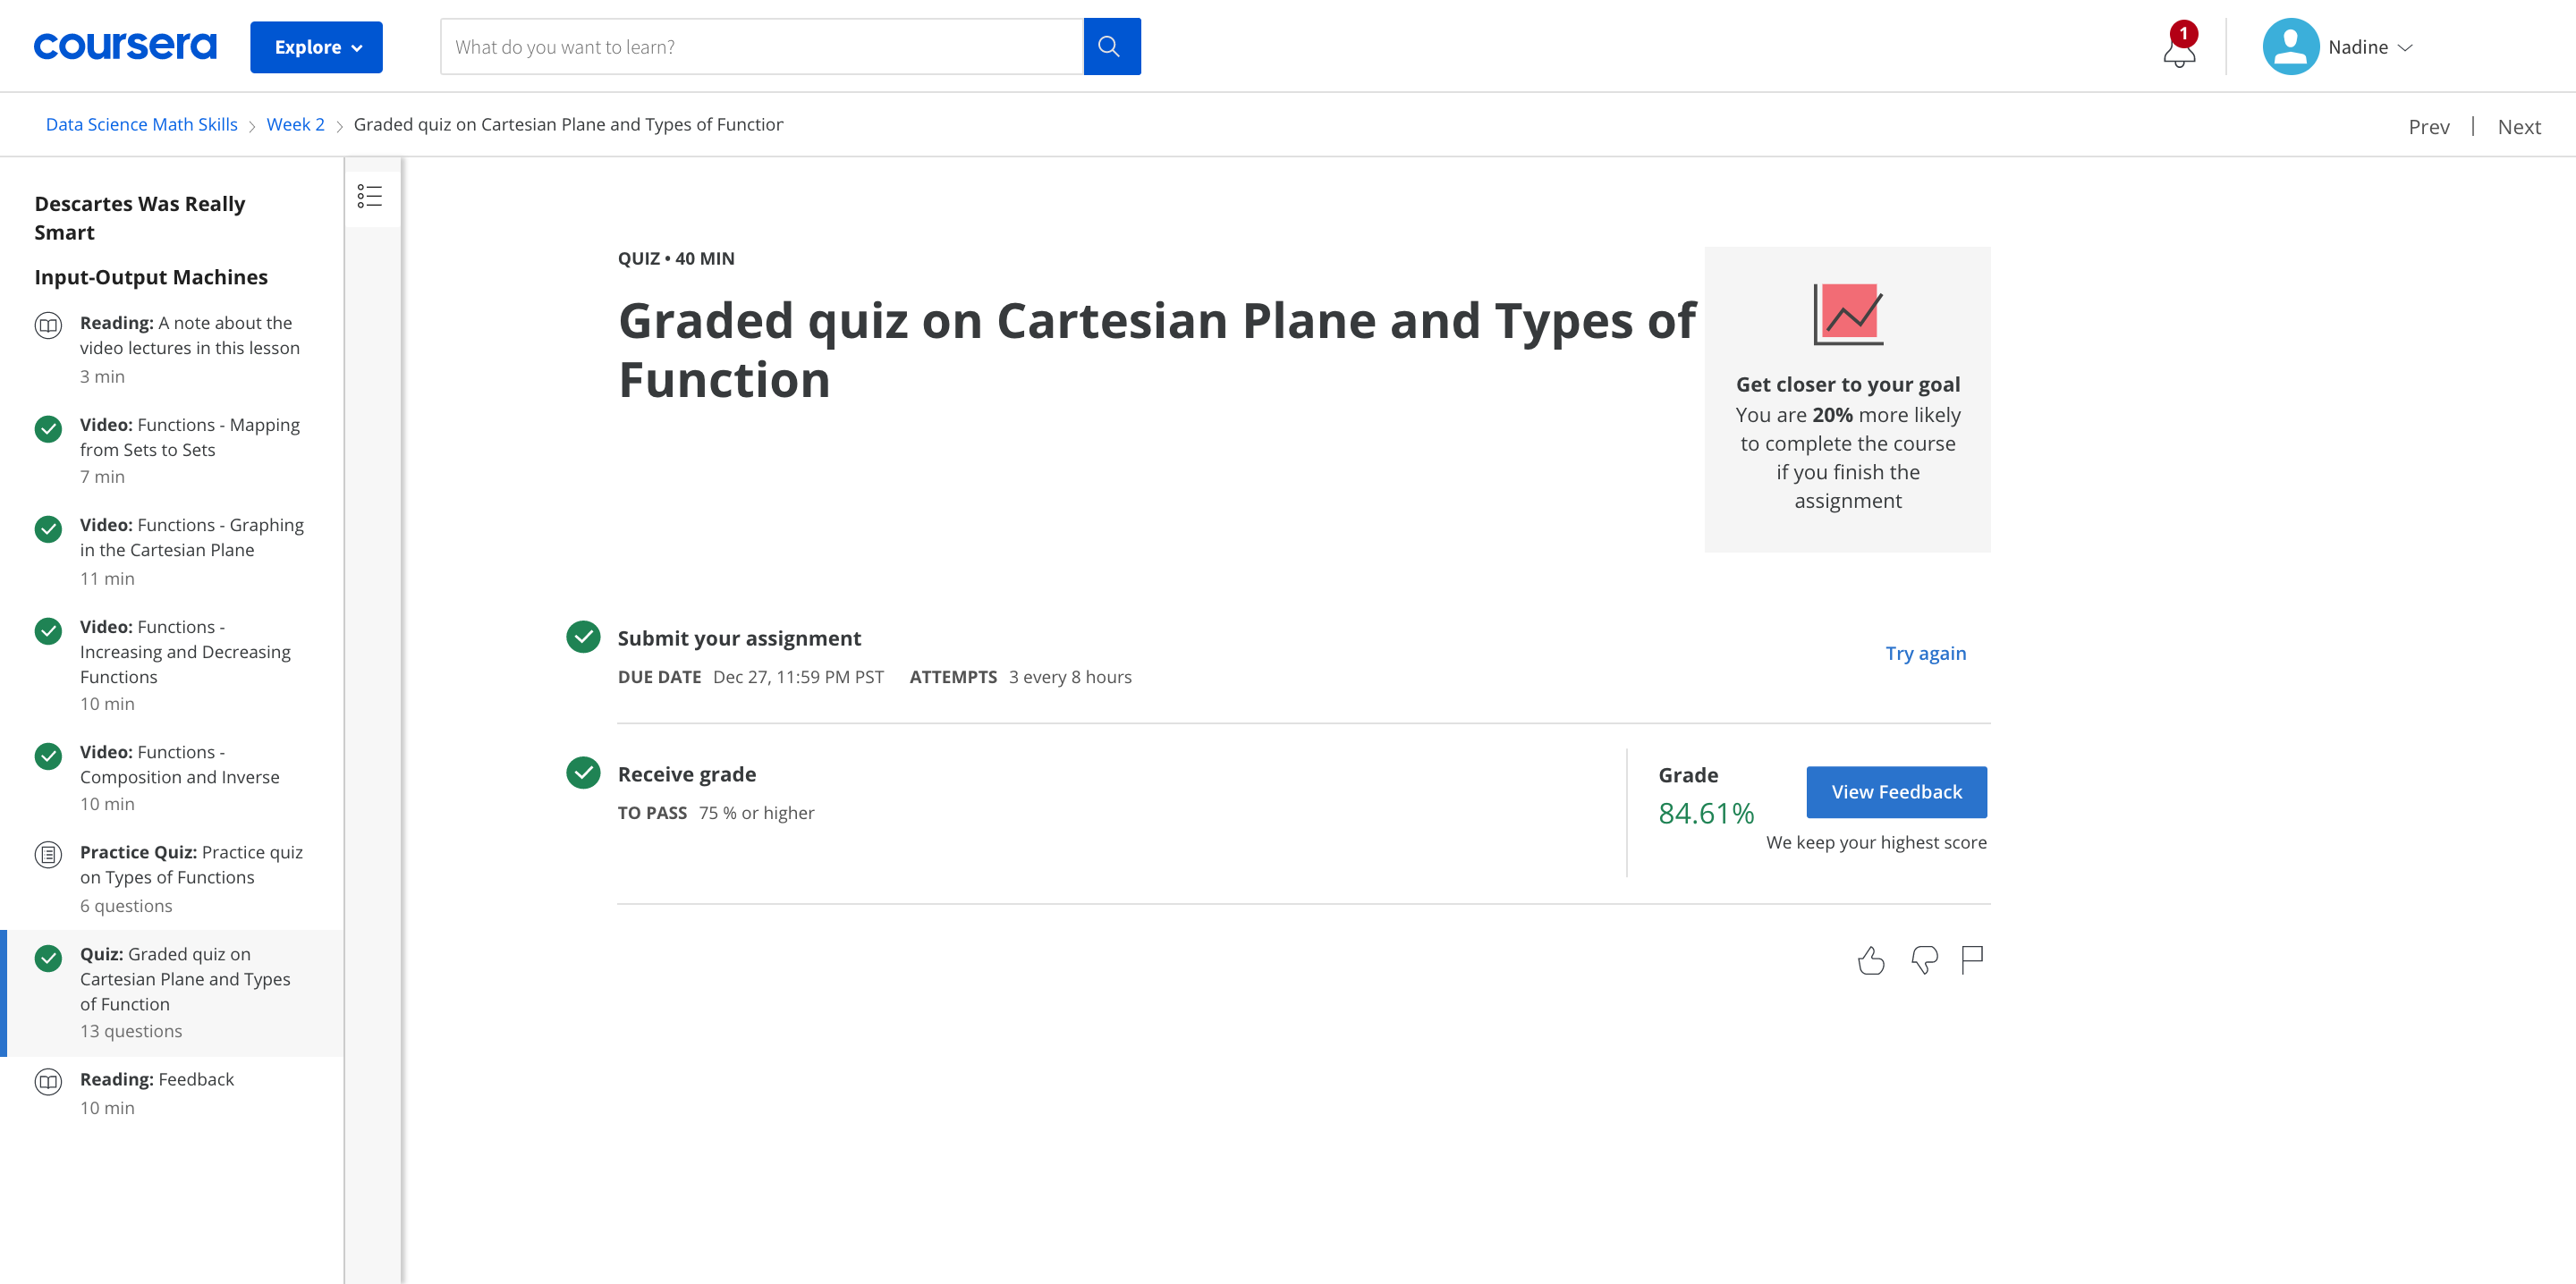 coursera
Explore
What do you want to learn?
1
Nadine
Data Science Math Skills
Week 2
Graded quiz on Cartesian Plane and Types of Function
Prev | Next
Descartes Was Really
Smart
Input-Output Machines
Reading: A note about the
video lectures in this lesson
3 min
Video: Functions - Mapping
from Sets to Sets
7 min
Video: Functions - Graphing
in the Cartesian Plane
11 min
Video: Functions -
Increasing and Decreasing
Functions
10 min
Video: Functions -
Composition and Inverse
10 min
Practice Quiz: Practice quiz
on Types of Functions
6 questions
Quiz: Graded quiz on
Cartesian Plane and Types
of Function
13 questions
Reading: Feedback
10 min
QUIZ • 40 MIN
Graded quiz on Cartesian Plane and Types of
Function
Get closer to your goal
You are 20% more likely
to complete the course
if you finish the
assignment
Submit your assignment
DUE DATE Dec 27, 11:59 PM PST ATTEMPTS 3 every 8 hours
Try again
Receive grade
TO PASS 75 % or higher
Grade
84.61%
View Feedback
We keep your highest score